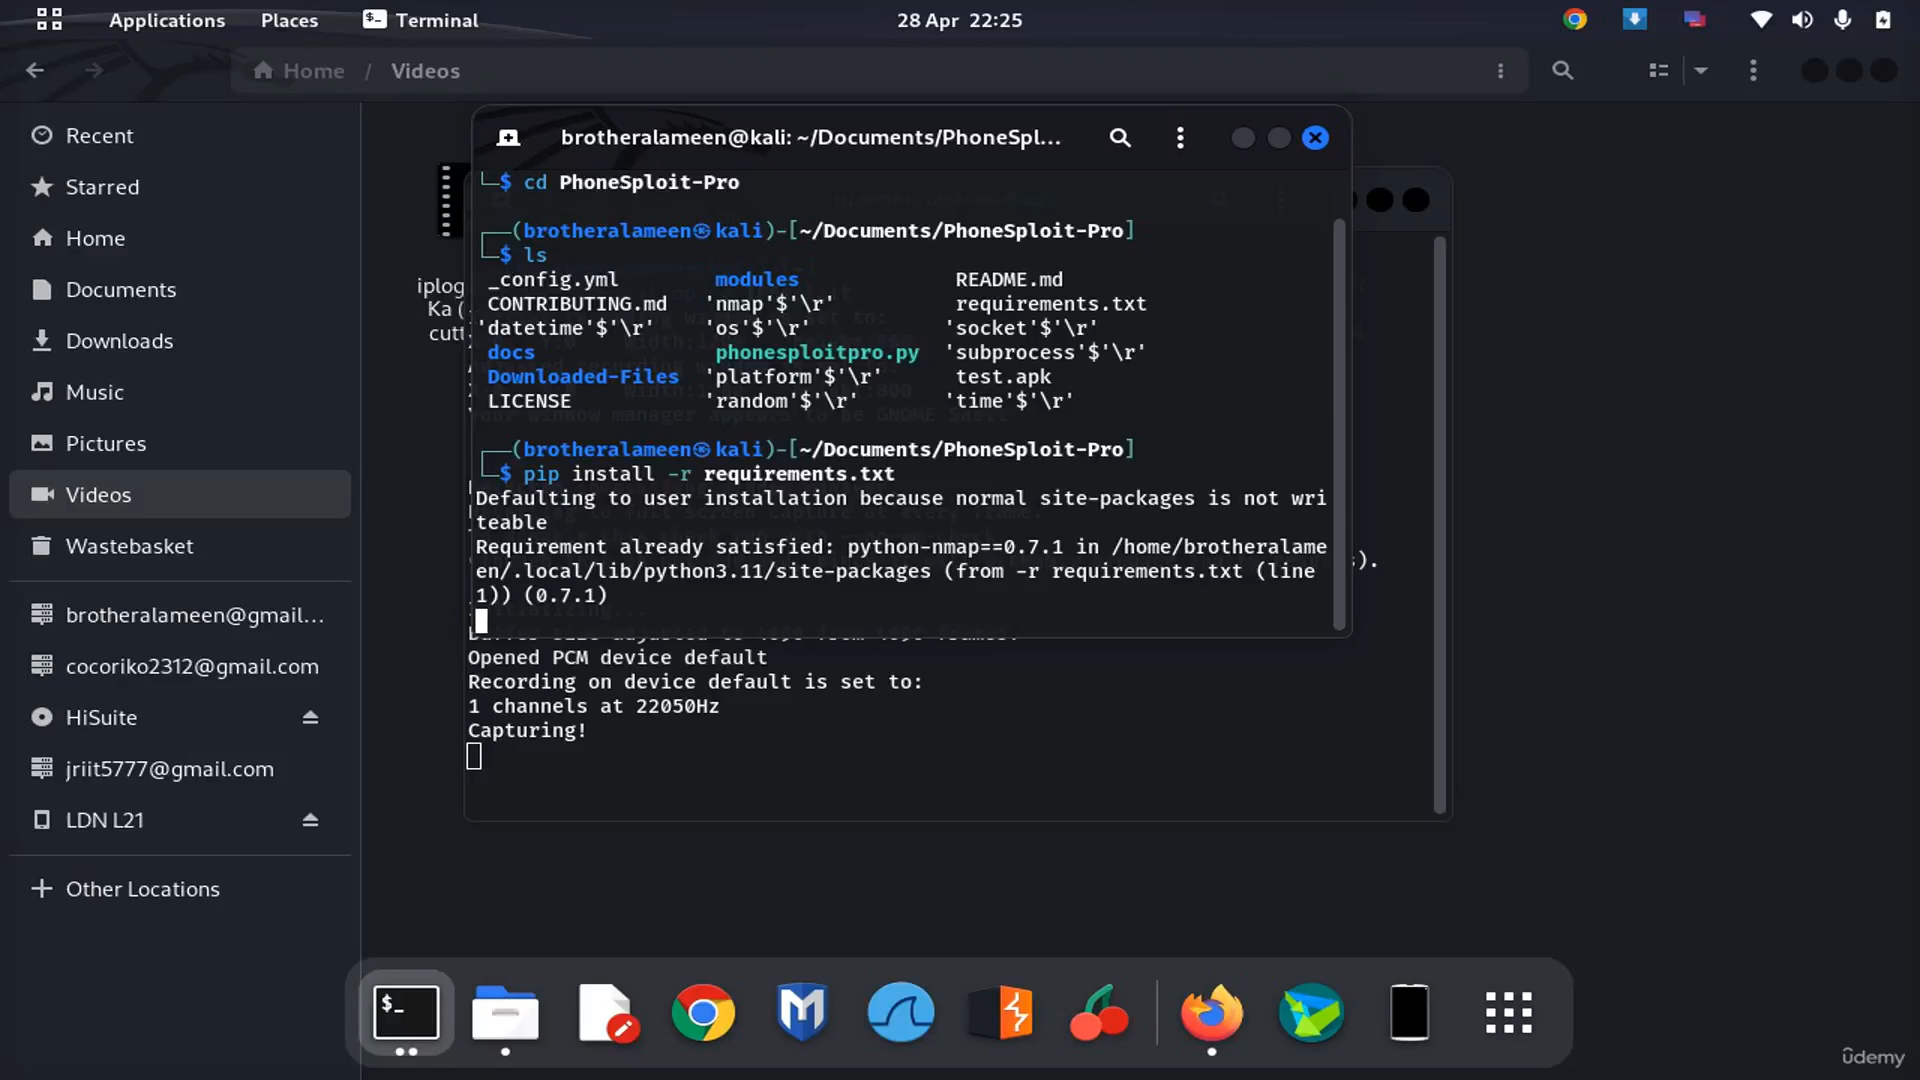 Applications Places Terminal 28 Apr 22:25
Home / Videos
Recent
Starred
Home
Documents
Downloads
Music
Pictures
Videos
Wastebasket
brotheralameen@gmail...
cocoriko2312@gmail.com
HiSuite
jriit5777@gmail.com
LDN L21
Other Locations
iplog
Ka (
cutt
brotheralameen@kali: ~/Documents/PhoneSpl...
└─$ cd PhoneSploit-Pro
┌──(brotheralameen㉿kali)-[~/Documents/PhoneSploit-Pro]
└─$ ls
_config.yml modules README.md
CONTRIBUTING.md 'nmap'$'\r' requirements.txt
'datetime'$'\r' 'os'$'\r' 'socket'$'\r'
docs phonesploitpro.py 'subprocess'$'\r'
Downloaded-Files 'platform'$'\r' test.apk
LICENSE 'random'$'\r' 'time'$'\r'
┌──(brotheralameen㉿kali)-[~/Documents/PhoneSploit-Pro]
└─$ pip install -r requirements.txt
Defaulting to user installation because normal site-packages is not wri
teable
Requirement already satisfied: python-nmap==0.7.1 in /home/brotheralame
en/.local/lib/python3.11/site-packages (from -r requirements.txt (line
1)) (0.7.1)
s).
Opened PCM device default
Recording on device default is set to:
1 channels at 22050Hz
Capturing!
udemy